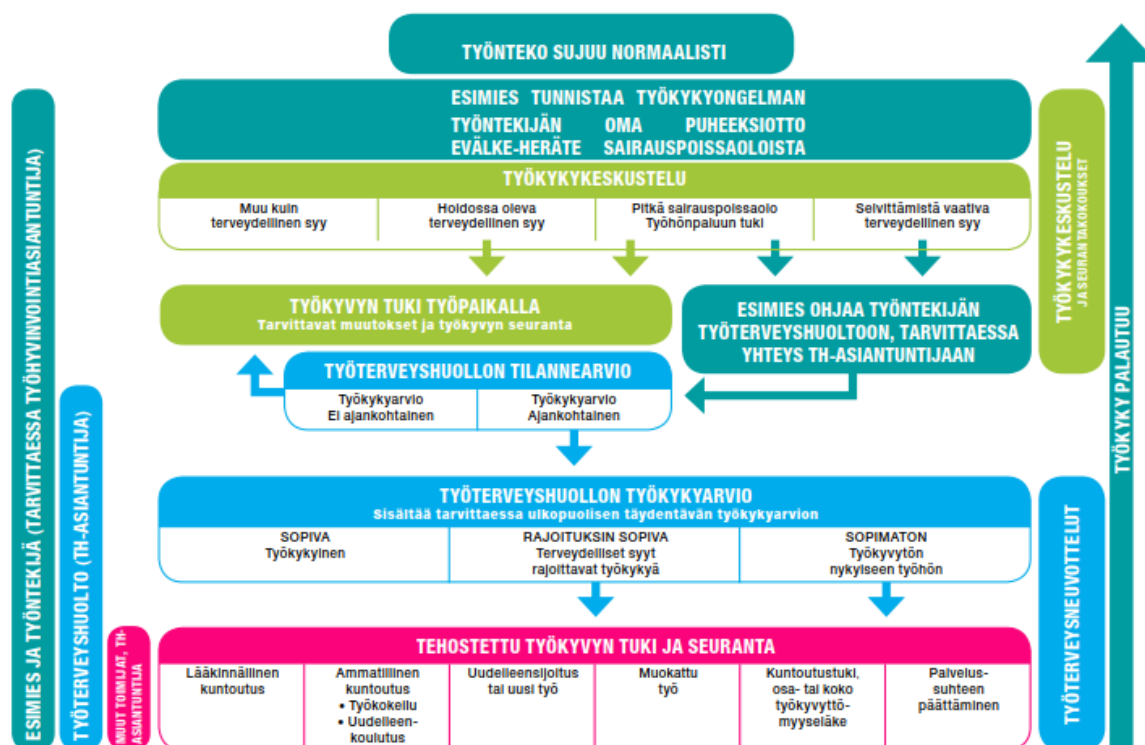 TYÖNTEKO SUJUU NORMAALISTI
ESIMIES TUNNISTAA TYÖKYKYONGELMAN
TYÖNTEKIJÄN OMA PUHEEKSIOTTO
EVÄLKE-HERÄTE SAIRAUSPOISSAOLOISTA
TYÖKYKYKESKUSTELU
Muu kuin
terveydellinen syy
Hoidossa oleva
terveydellinen syy
Pitkä sairauspoissaolo
Työhönpaluun tuki
Selvittämistä vaativa
terveydellinen syy
TYÖKYVYN TUKI TYÖPAIKALLA
Tarvittavat muutokset ja työkyvyn seuranta
ESIMIES OHJAA TYÖNTEKIJÄN
TYÖTERVEYSHUOLTOON, TARVITTAESSA
YHTEYS TH-ASIANTUNTIJAAN
TYÖTERVEYSHUOLLON TILANNEARVIO
Työkykyarvio
Ei ajankohtainen
Työkykyarvio
Ajankohtainen
TYÖTERVEYSHUOLLON TYÖKYKYARVIO
Sisältää tarvittaessa ulkopuolisen täydentävän työkykyarvion
SOPIVA
Työkykyinen
RAJOITUKSIN SOPIVA
Terveydelliset syyt
rajoittavat työkykyä
SOPIMATON
Työkyvytön
nykyiseen työhön
TEHOSTETTU TYÖKYVYN TUKI JA SEURANTA
Lääkinnällinen
kuntoutus
Ammatillinen
kuntoutus
• Työkokeilu
• Uudelleen-
koulutus
Uudelleensijoitus
tai uusi työ
Muokattu
työ
Kuntoutustuki,
osa- tai koko
työkyvyttö-
myyseläke
Palvelus-
suhteen
päättäminen
ESIMIES JA TYÖNTEKIJÄ (TARVITTAESSA TYÖHYVINVOINTIASIANTUNTIJA)
TYÖTERVEYSHUOLTO (TH-ASIANTUNTIJA)
MUUT TOIMIJAT, TH-
ASIANTUNTIJA
TYÖKYKYKESKUSTELU
JA SEURANTAKOKOUKSET
TYÖTERVEYSNEUVOTTELUT
TYÖKYKY PALAUTUU